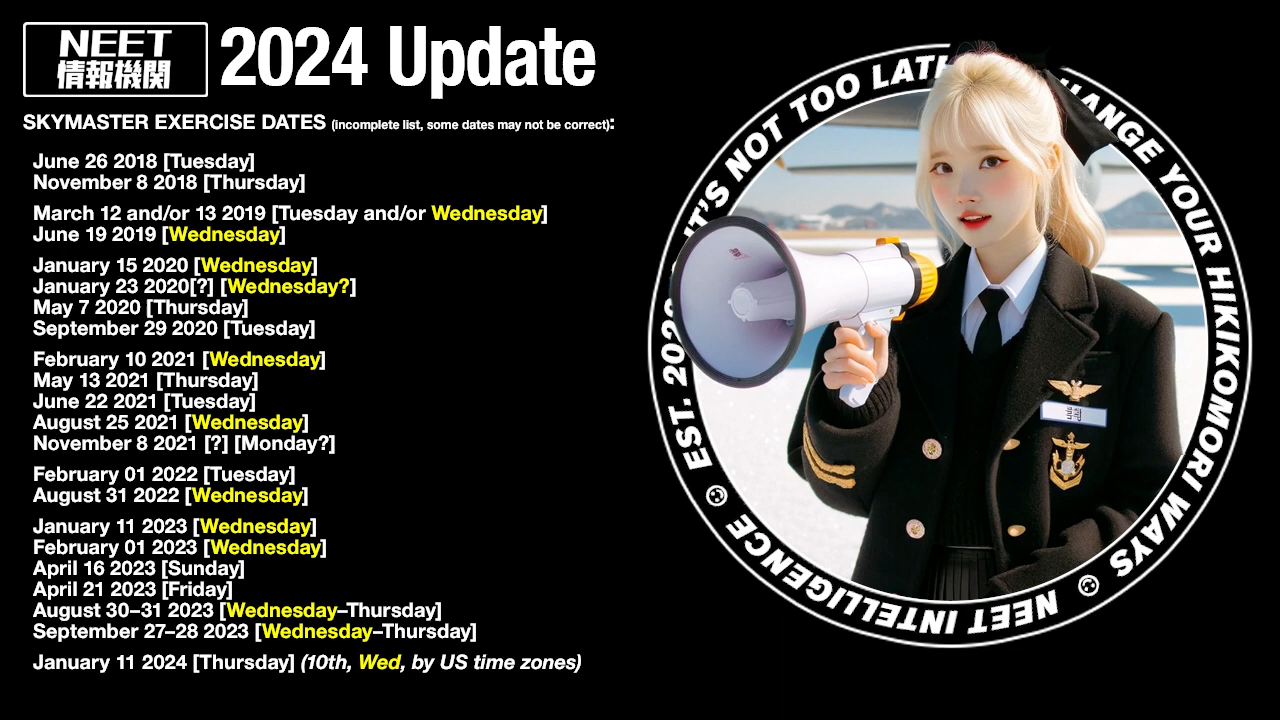 NEET
情報機関
2024 Update
SKYMASTER EXERCISE DATES (incomplete list, some dates may not be correct):
June 26 2018 [Tuesday]
November 8 2018 [Thursday]
March 12 and/or 13 2019 [Tuesday and/or Wednesday]
June 19 2019 [Wednesday]
January 15 2020 [Wednesday]
January 23 2020[?] [Wednesday?]
May 7 2020 [Thursday]
September 29 2020 [Tuesday]
February 10 2021 [Wednesday]
May 13 2021 [Thursday]
June 22 2021 [Tuesday]
August 25 2021 [Wednesday]
November 8 2021 [?] [Monday?]
February 01 2022 [Tuesday]
August 31 2022 [Wednesday]
January 11 2023 [Wednesday]
February 01 2023 [Wednesday]
April 16 2023 [Sunday]
April 21 2023 [Friday]
August 30–31 2023 [Wednesday–Thursday]
September 27–28 2023 [Wednesday–Thursday]
January 11 2024 [Thursday] (10th, Wed, by US time zones)
IT'S NOT TOO LATE
CHANGE YOUR HIKIKOMORI WAYS
NEET INTELLIGENCE
EST. 2020